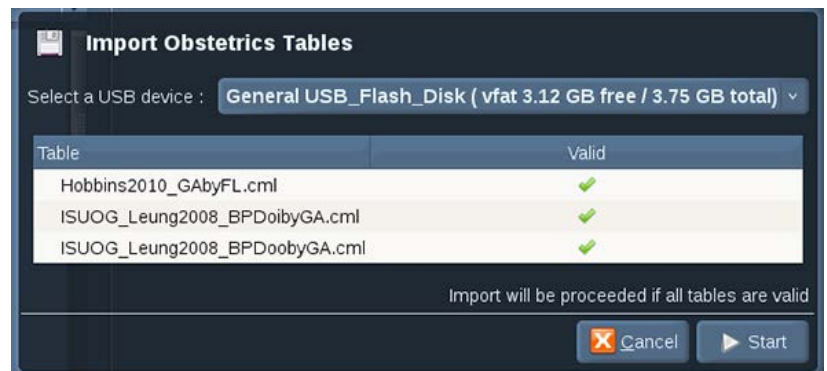 Import Obstetrics Tables
Select a USB device : General USB_Flash_Disk ( vfat 3.12 GB free / 3.75 GB total)
Table Valid
Hobbins2010_GAbyFL.cml
ISUOG_Leung2008_BPDoibyGA.cml
ISUOG_Leung2008_BPDoobyGA.cml
Import will be proceeded if all tables are valid
Cancel Start